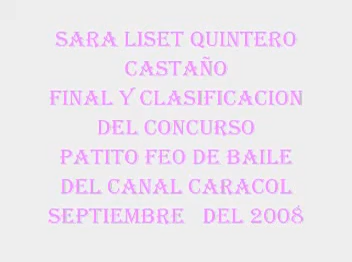 SARA LISET QUINTERO
CASTAÑO
FINAL Y CLASIFICACION
DEL CONCURSO
PATITO FEO DE BAILE
DEL CANAL CARACOL
SEPTIEMBRE DEL 2008